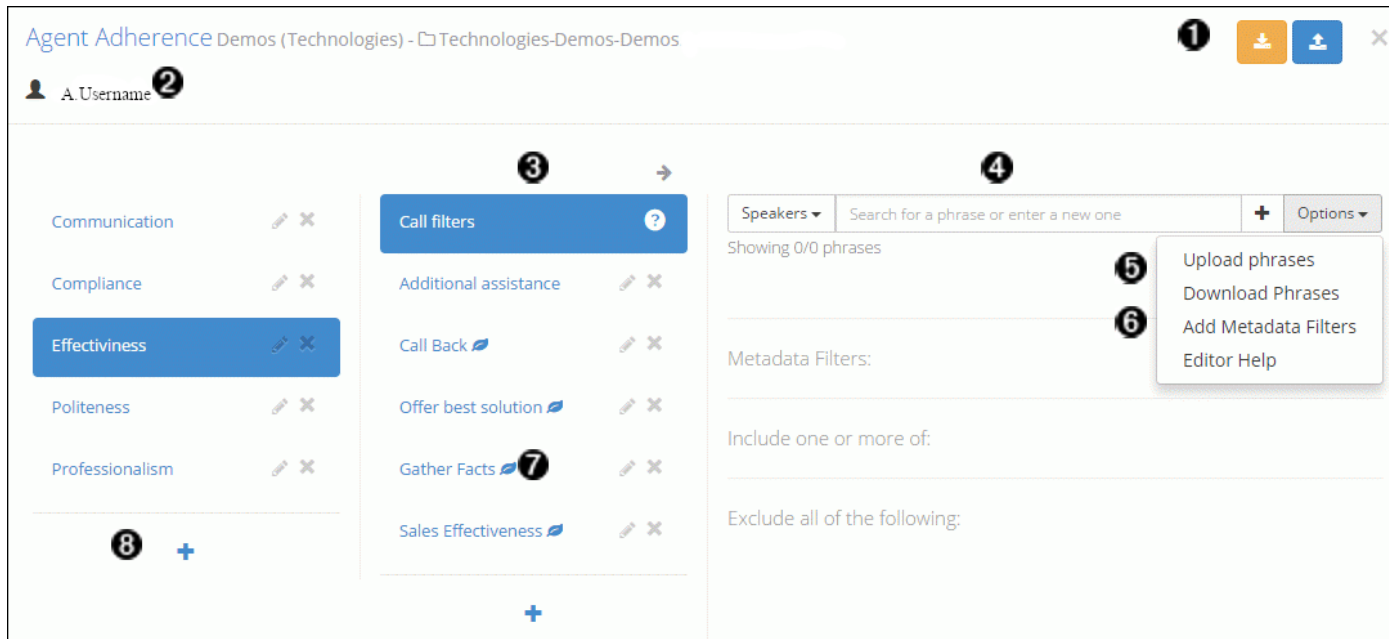 Agent Adherence Demos (Technologies) - Technologies-Demos-Demos
1
A.Username 2
3
4
Communication
Compliance
Effectiviness
Politeness
Professionalism
8
+
Call filters ?
Additional assistance
Call Back
Offer best solution
Gather Facts 7
Sales Effectiveness
+
Speakers Search for a phrase or enter a new one + Options
Showing 0/0 phrases
5 Upload phrases
Download Phrases
6 Add Metadata Filters
Editor Help
Metadata Filters:
Include one or more of:
Exclude all of the following: